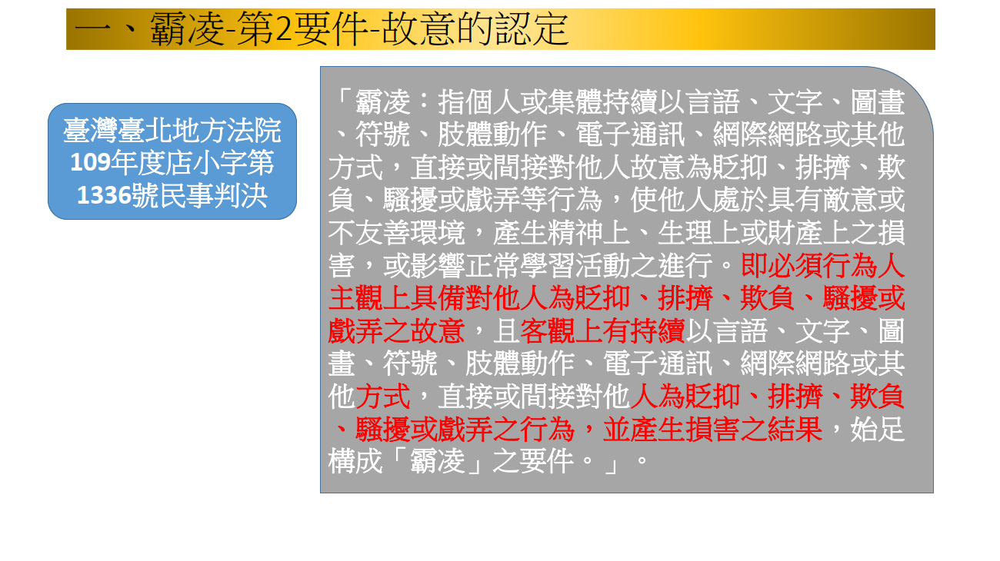 一、霸凌-第2要件-故意的認定
臺灣臺北地方法院
109年度店小字第
1336號民事判決
「霸凌：指個人或集體持續以言語、文字、圖畫
、符號、肢體動作、電子通訊、網際網路或其他
方式，直接或間接對他人故意為貶抑、排擠、欺
負、騷擾或戲弄等行為，使他人處於具有敵意或
不友善環境，產生精神上、生理上或財產上之損
害，或影響正常學習活動之進行。即必須行為人
主觀上具備對他人為貶抑、排擠、欺負、騷擾或
戲弄之故意，且客觀上有持續以言語、文字、圖
畫、符號、肢體動作、電子通訊、網際網路或其
他方式，直接或間接對他人為貶抑、排擠、欺負
、騷擾或戲弄之行為，並產生損害之結果，始足
構成「霸凌」之要件。」。